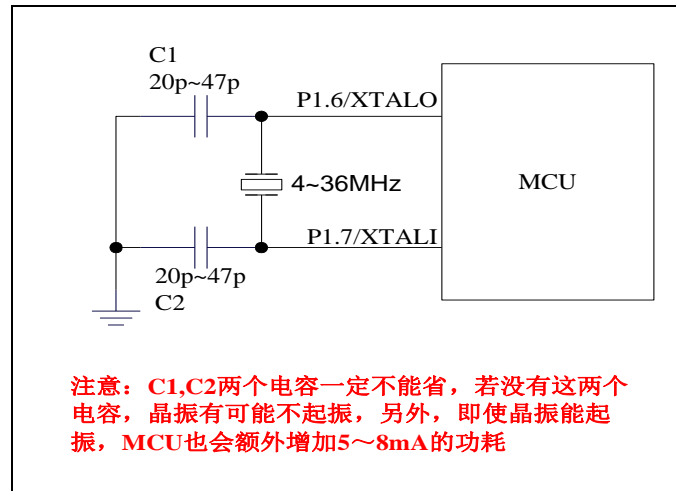 C1
20p~47p
P1.6/XTALO
4~36MHz
MCU
P1.7/XTALI
20p~47p
C2
注意：C1,C2两个电容一定不能省，若没有这两个
电容，晶振有可能不起振，另外，即使晶振能起
振，MCU也会额外增加5～8mA的功耗